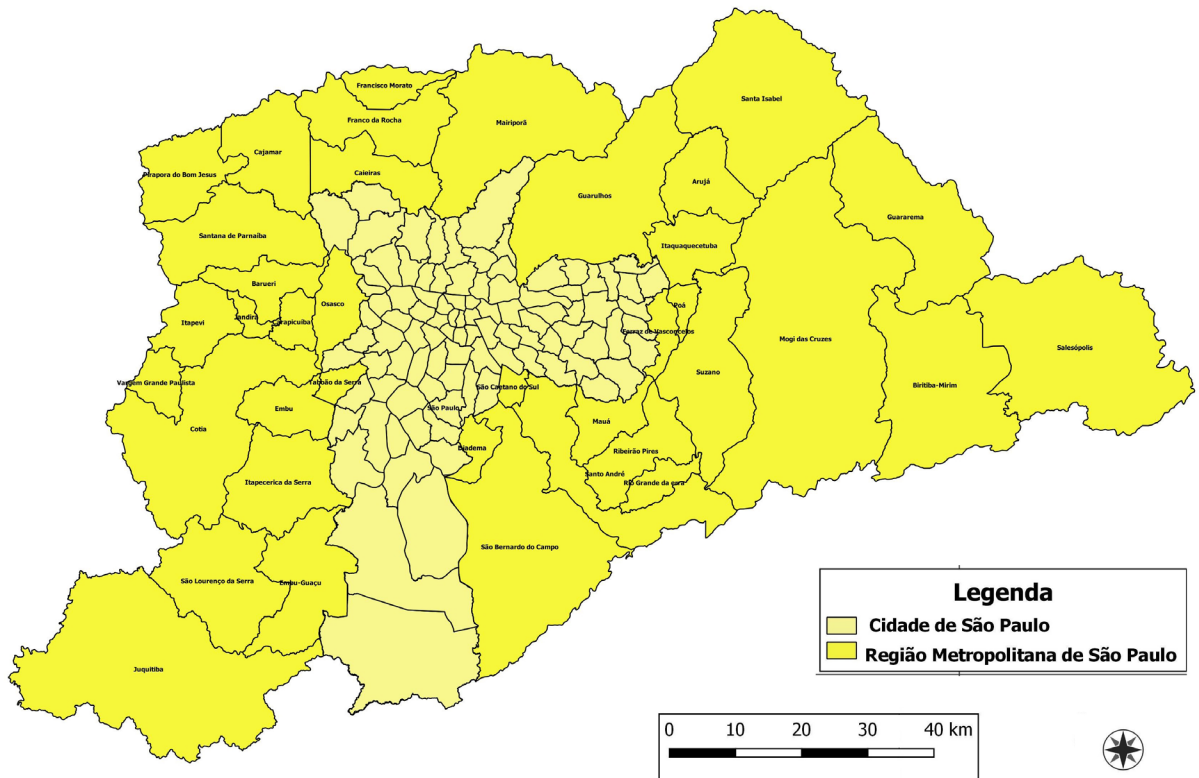 Francisco Morato
Santa Isabel
Franco da Rocha
Mairiporã
Cajamar
Caieiras
Pirapora do Bom Jesus
Arujá
Guarulhos
Guararema
Santana de Parnaíba
Itaquaquecetuba
Barueri
Osasco
Poá
Jandira
Itapevi
Carapicuíba
Ferraz de Vasconcelos
Mogi das Cruzes
Salesópolis
Suzano
Vargem Grande Paulista
Taboão da Serra
São Caetano do Sul
Biritiba-Mirim
Embu
São Paulo
Mauá
Cotia
Diadema
Ribeirão Pires
Santo André
Itapecerica da Serra
Rio Grande da erra
São Bernardo do Campo
São Lourenço da Serra
Embu-Guaçu
Juquitiba
Legenda
Cidade de São Paulo
Região Metropolitana de São Paulo
0 10 20 30 40 km